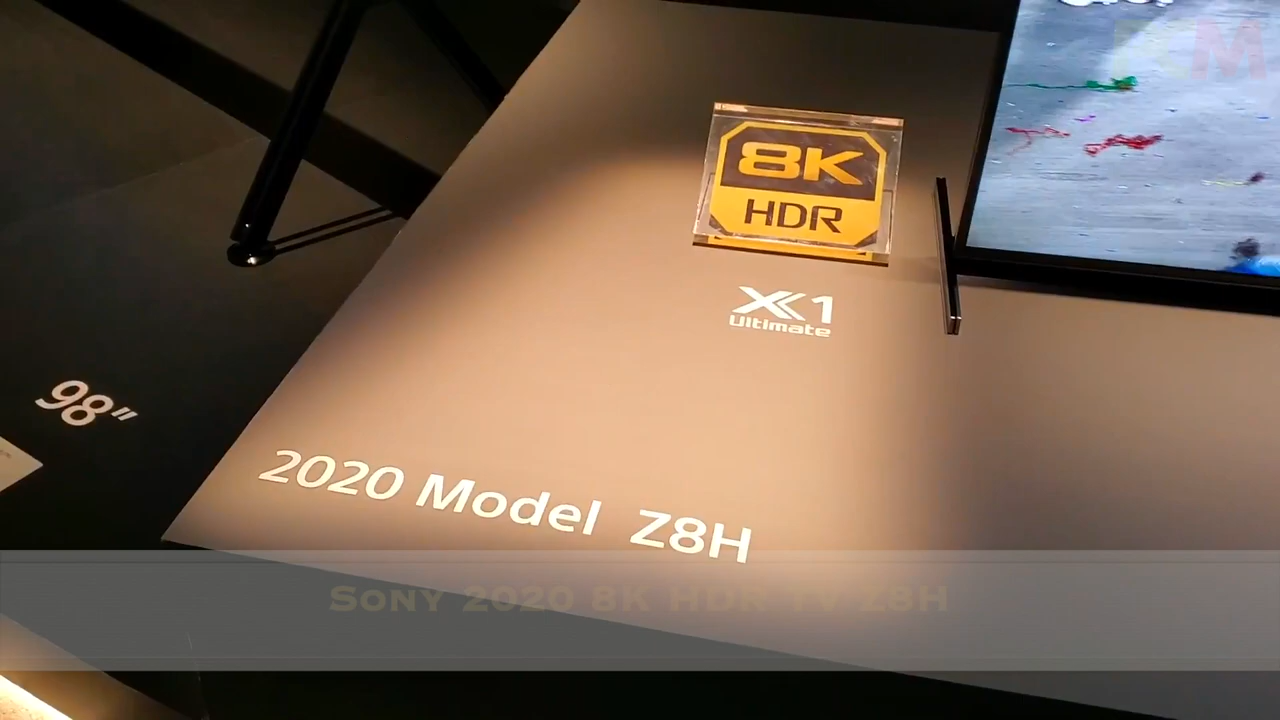 8K
HDR
X1
Ultimate
98"
2020 Model Z8H
Sony 2020 8K HDR TV Z8H